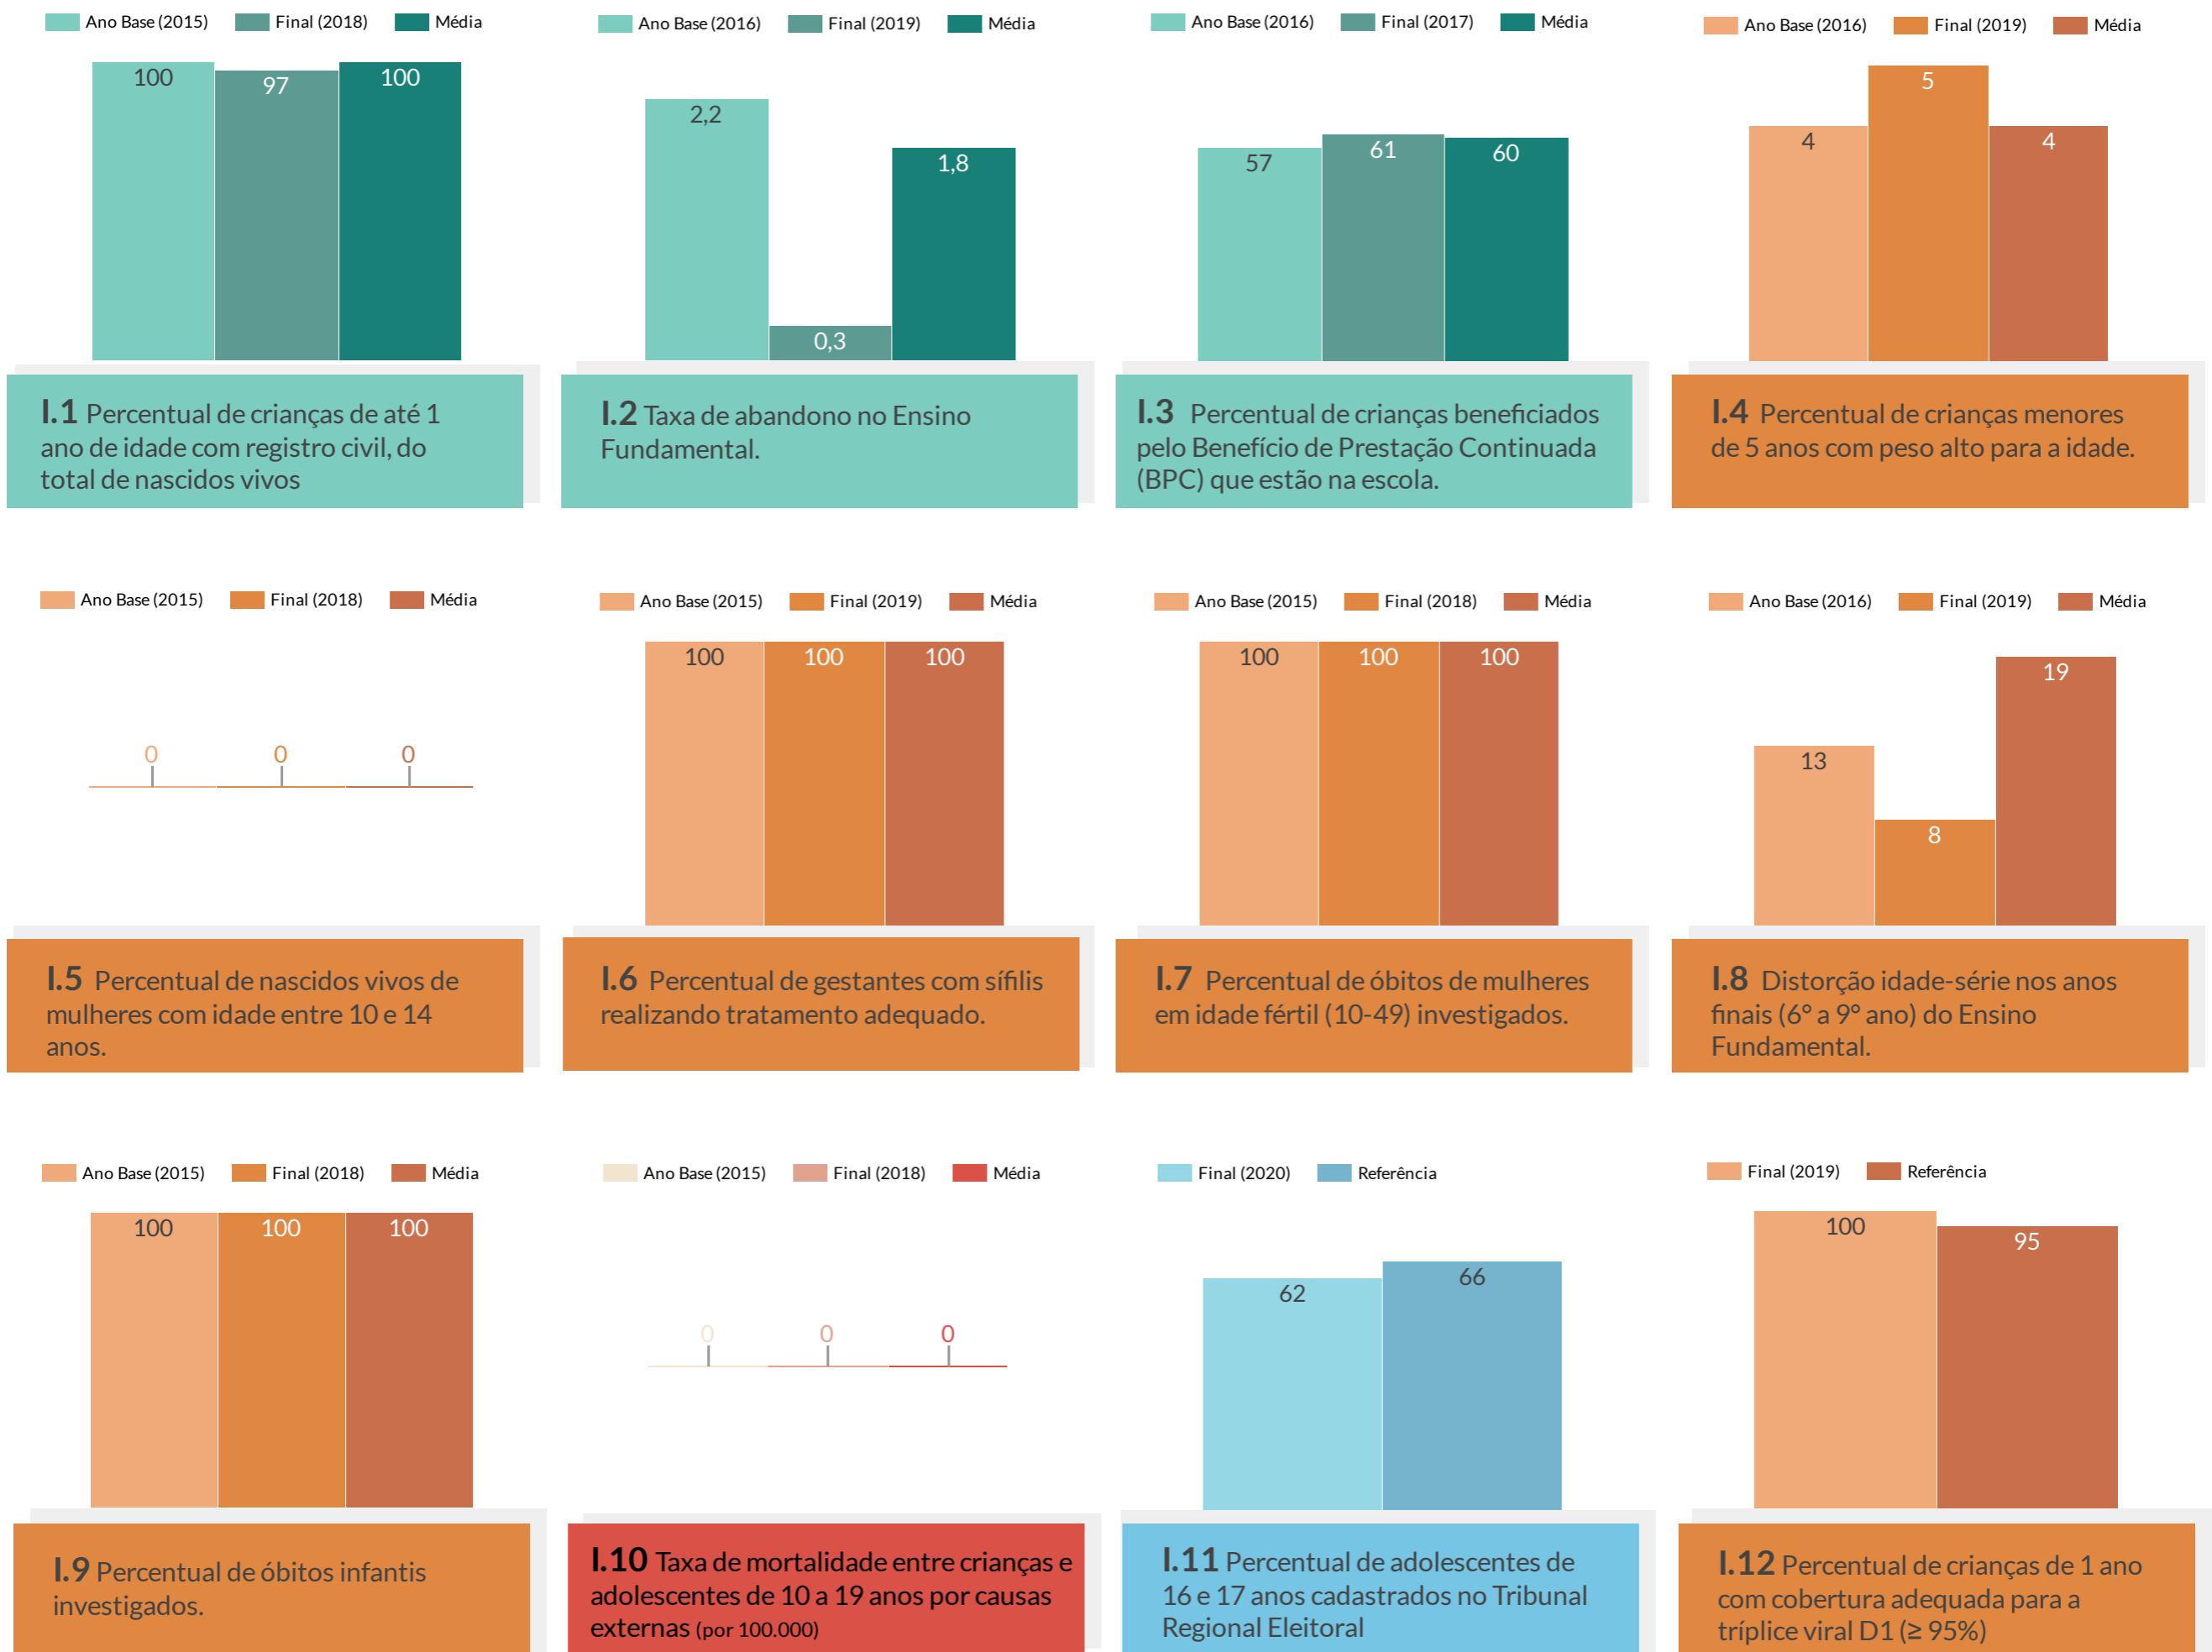 Ano Base (2015) Final (2018) Média
100 97 100
I.1 Percentual de crianças de até 1
ano de idade com registro civil, do
total de nascidos vivos
Ano Base (2016) Final (2019) Média
2,2 0,3 1,8
I.2 Taxa de abandono no Ensino
Fundamental.
Ano Base (2016) Final (2017) Média
57 61 60
I.3 Percentual de crianças beneficiados
pelo Benefício de Prestação Continuada
(BPC) que estão na escola.
Ano Base (2016) Final (2019) Média
4 5 4
I.4 Percentual de crianças menores
de 5 anos com peso alto para a idade.
Ano Base (2015) Final (2018) Média
0 0 0
I.5 Percentual de nascidos vivos de
mulheres com idade entre 10 e 14
anos.
Ano Base (2015) Final (2019) Média
100 100 100
I.6 Percentual de gestantes com sífilis
realizando tratamento adequado.
Ano Base (2015) Final (2018) Média
100 100 100
I.7 Percentual de óbitos de mulheres
em idade fértil (10-49) investigados.
Ano Base (2016) Final (2019) Média
13 8 19
I.8 Distorção idade-série nos anos
finais (6º a 9º ano) do Ensino
Fundamental.
Ano Base (2015) Final (2018) Média
100 100 100
I.9 Percentual de óbitos infantis
investigados.
Ano Base (2015) Final (2018) Média
0 0 0
I.10 Taxa de mortalidade entre crianças e
adolescentes de 10 a 19 anos por causas
externas (por 100.000)
Final (2020) Referência
62 66
I.11 Percentual de adolescentes de
16 e 17 anos cadastrados no Tribunal
Regional Eleitoral
Final (2019) Referência
100 95
I.12 Percentual de crianças de 1 ano
com cobertura adequada para a
tríplice viral D1 (≥ 95%)